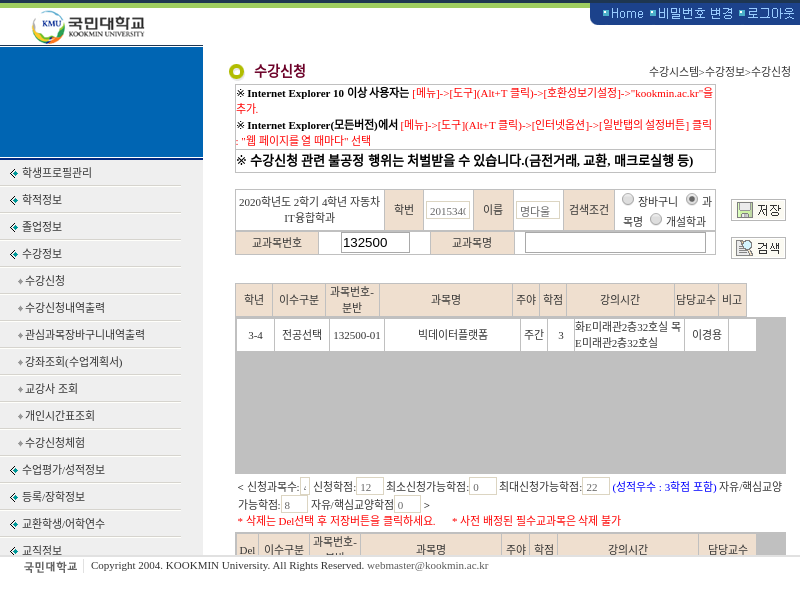 Home 비밀번호 변경 로그아웃
KMU 국민대학교
KOOKMIN UNIVERSITY
수강신청
수강시스템>수강정보>수강신청
※ Internet Explorer 10 이상 사용자는 [메뉴]->[도구](Alt+T 클릭)->[호환성보기설정]->"kookmin.ac.kr"을
추가.
※ Internet Explorer(모든버전)에서 [메뉴]->[도구](Alt+T 클릭)->[인터넷옵션]->[일반탭의 설정버튼] 클릭
: "웹 페이지를 열 때마다" 선택
※ 수강신청 관련 불공정 행위는 처벌받을 수 있습니다.(금전거래, 교환, 매크로실행 등)
학생프로필관리
학적정보
졸업정보
수강정보
수강신청
수강신청내역출력
관심과목장바구니내역출력
강좌조회(수업계획서)
교강사 조회
개인시간표조회
수강신청체험
수업평가/성적정보
등록/장학정보
교환학생/어학연수
교직정보
2020학년도 2학기 4학년 자동차
IT융합학과
학번 201534 이름 명다을 검색조건 장바구니 과
목명 개설학과
저장
교과목번호 132500 교과목명
검색
학년 이수구분 과목번호-
분반 과목명 주야 학점 강의시간 담당교수 비고
3-4 전공선택 132500-01 빅데이터플랫폼 주간 3 화E미래관2층32호실 목
E미래관2층32호실 이경용
< 신청과목수: 신청학점: 12 최소신청가능학점: 0 최대신청가능학점: 22 (성적우수 : 3학점 포함) 자유/핵심교양
가능학점: 8 자유/핵심교양학점 0 >
* 삭제는 Del선택 후 저장버튼을 클릭하세요. * 사전 배정된 필수교과목은 삭제 불가
Del 이수구분 과목번호-
분반 과목명 주야 학점 강의시간 담당교수
국민대학교 Copyright 2004. KOOKMIN University. All Rights Reserved. webmaster@kookmin.ac.kr